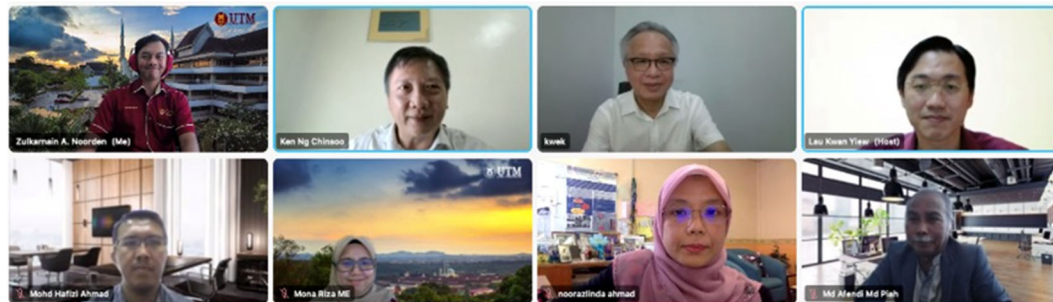 UTM
Zulkarnain A. Noorden (Me)
Ken Ng Chinsoo
kwek
Lau Kwan Yiew (Host)
UTM
Mohd Hafizi Ahmad
Mona Riza ME
noorazlinda ahmad
Md Afendi Md Piah